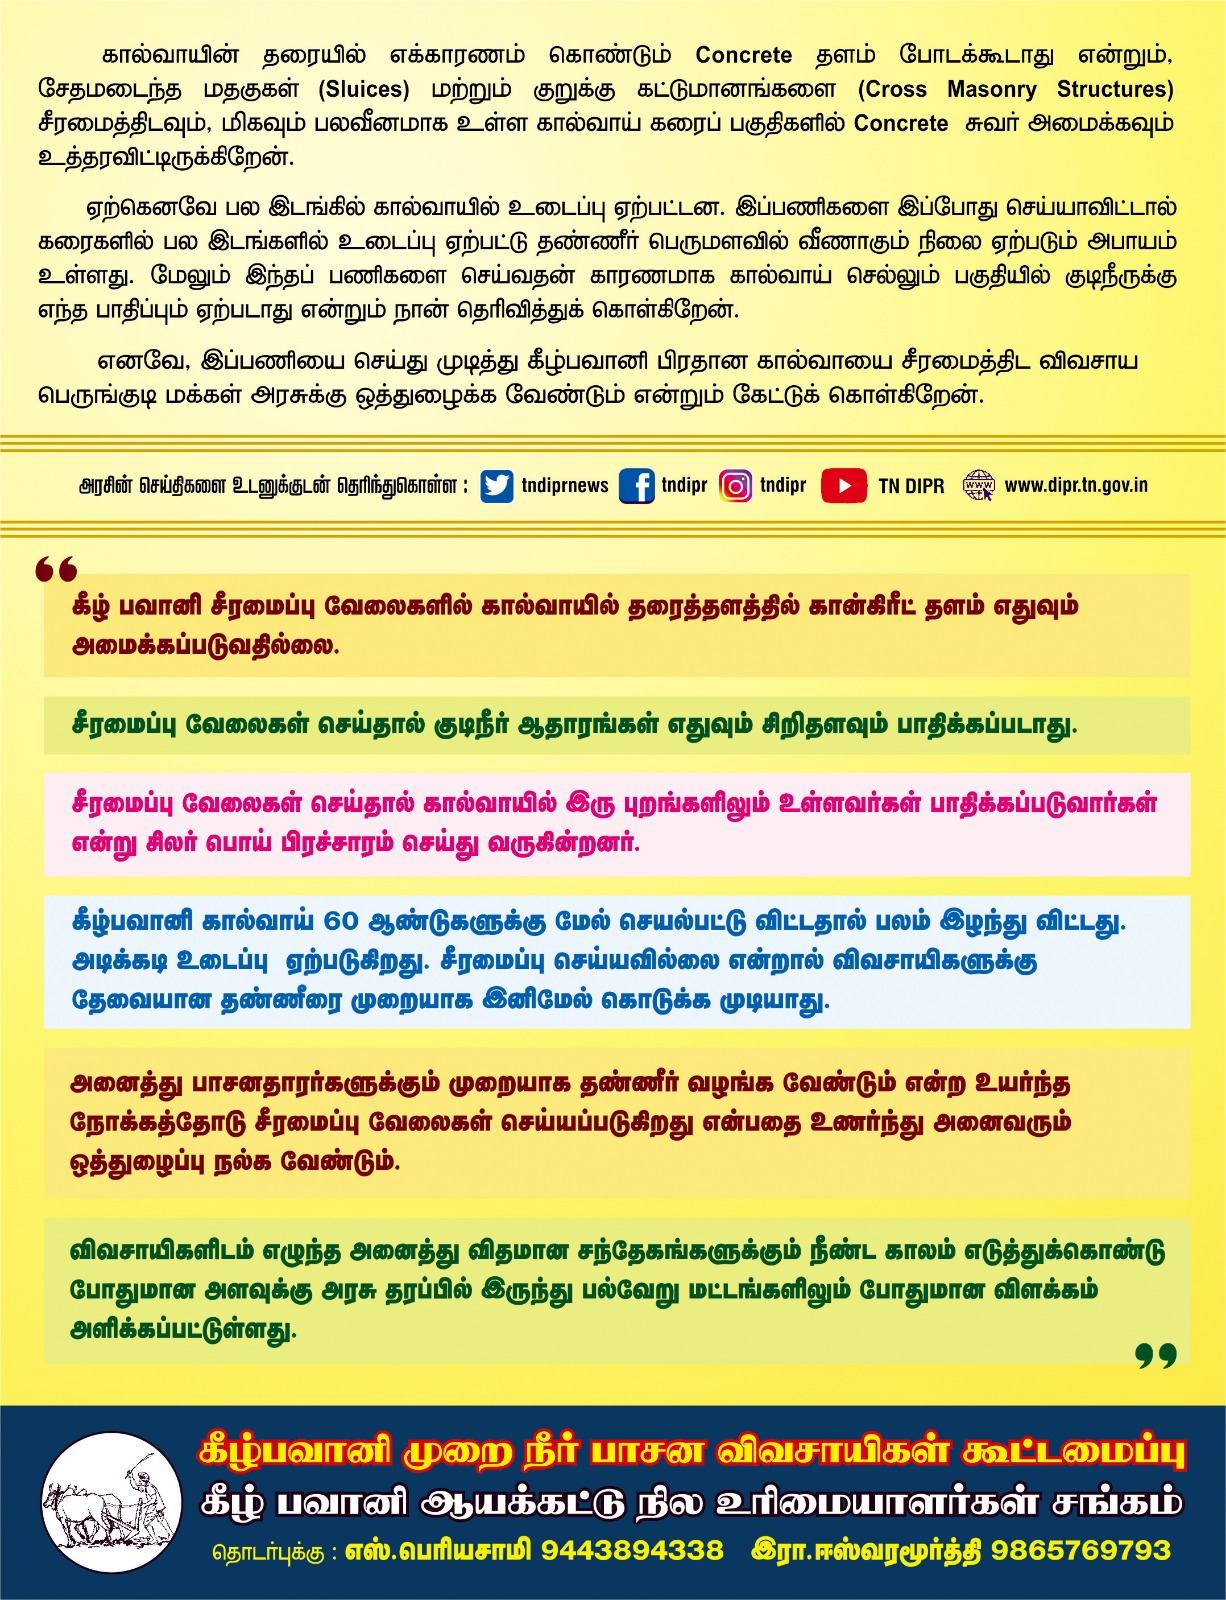 கால்வாயின் தரையில் எக்காரணம் கொண்டும் Concrete தளம் போடக்கூடாது என்றும்,
சேதமடைந்த மதகுகள் (Sluices) மற்றும் குறுக்கு கட்டுமானங்களை (Cross Masonry Structures)
சீரமைத்திடவும், மிகவும் பலவீனமாக உள்ள கால்வாய் கரைப் பகுதிகளில் Concrete சுவர் அமைக்கவும்
உத்தரவிட்டிருக்கிறேன்.
ஏற்கெனவே பல இடங்கில் கால்வாயில் உடைப்பு ஏற்பட்டன. இப்பணிகளை இப்போது செய்யாவிட்டால்
கரைகளில் பல இடங்களில் உடைப்பு ஏற்பட்டு தண்ணீர் பெருமளவில் வீணாகும் நிலை ஏற்படும் அபாயம்
உள்ளது. மேலும் இந்தப் பணிகளை செய்வதன் காரணமாக கால்வாய் செல்லும் பகுதியில் குடிநீருக்கு
எந்த பாதிப்பும் ஏற்படாது என்றும் நான் தெரிவித்துக் கொள்கிறேன்.
எனவே, இப்பணியை செய்து முடித்து கீழ்பவானி பிரதான கால்வாயை சீரமைத்திட விவசாய
பெருங்குடி மக்கள் அரசுக்கு ஒத்துழைக்க வேண்டும் என்றும் கேட்டுக் கொள்கிறேன்.
அரசின் செய்திகளை உடனுக்குடன் தெரிந்துகொள்ள : tndiprnews tndipr tndipr TN DIPR www www.dipr.tn.gov.in
“
கீழ் பவானி சீரமைப்பு வேலைகளில் கால்வாயில் தரைத்தளத்தில் கான்கிரீட் தளம் எதுவும்
அமைக்கப்படுவதில்லை.
சீரமைப்பு வேலைகள் செய்தால் குடிநீர் ஆதாரங்கள் எதுவும் சிறிதளவும் பாதிக்கப்படாது.
சீரமைப்பு வேலைகள் செய்தால் கால்வாயில் இரு புறங்களிலும் உள்ளவர்கள் பாதிக்கப்படுவார்கள்
என்று சிலர் பொய் பிரச்சாரம் செய்து வருகின்றனர்.
கீழ்பவானி கால்வாய் 60 ஆண்டுகளுக்கு மேல் செயல்பட்டு விட்டதால் பலம் இழந்து விட்டது.
அடிக்கடி உடைப்பு ஏற்படுகிறது. சீரமைப்பு செய்யவில்லை என்றால் விவசாயிகளுக்கு
தேவையான தண்ணீரை முறையாக இனிமேல் கொடுக்க முடியாது.
அனைத்து பாசனதாரர்களுக்கும் முறையாக தண்ணீர் வழங்க வேண்டும் என்ற உயர்ந்த
நோக்கத்தோடு சீரமைப்பு வேலைகள் செய்யப்படுகிறது என்பதை உணர்ந்து அனைவரும்
ஒத்துழைப்பு நல்க வேண்டும்.
விவசாயிகளிடம் எழுந்த அனைத்து விதமான சந்தேகங்களுக்கும் நீண்ட காலம் எடுத்துக்கொண்டு
போதுமான அளவுக்கு அரசு தரப்பில் இருந்து பல்வேறு மட்டங்களிலும் போதுமான விளக்கம்
அளிக்கப்பட்டுள்ளது.
”
கீழ்பவானி முறை நீர் பாசன விவசாயிகள் கூட்டமைப்பு
கீழ் பவானி ஆயக்கட்டு நில உரிமையாளர்கள் சங்கம்
தொடர்புக்கு : எஸ்.பெரியசாமி 9443894338 இரா.ஈஸ்வரமூர்த்தி 9865769793